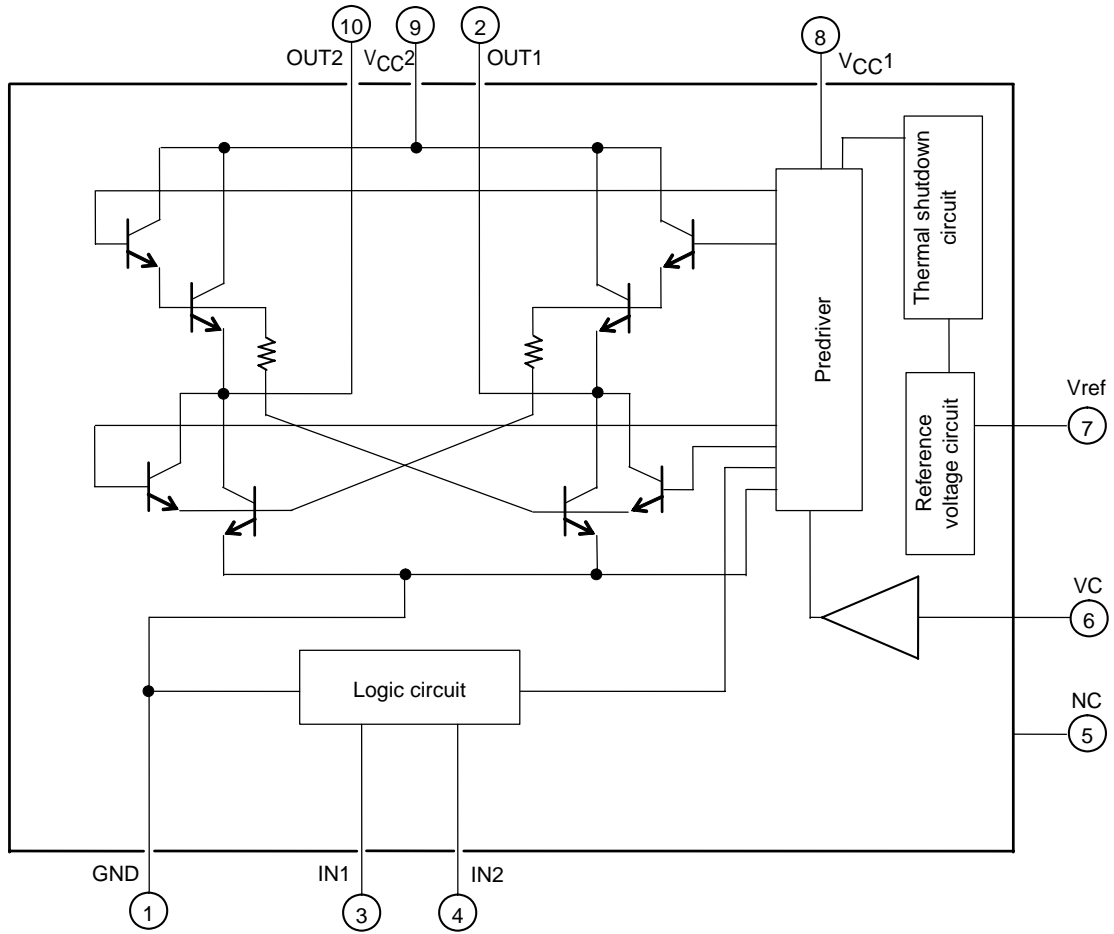 10
9
2
8
OUT2
VCC2
OUT1
VCC1
Thermal shutdown
circuit
Predriver
Reference
voltage circuit
Vref
7
VC
6
NC
5
Logic circuit
GND
IN1
IN2
1
3
4